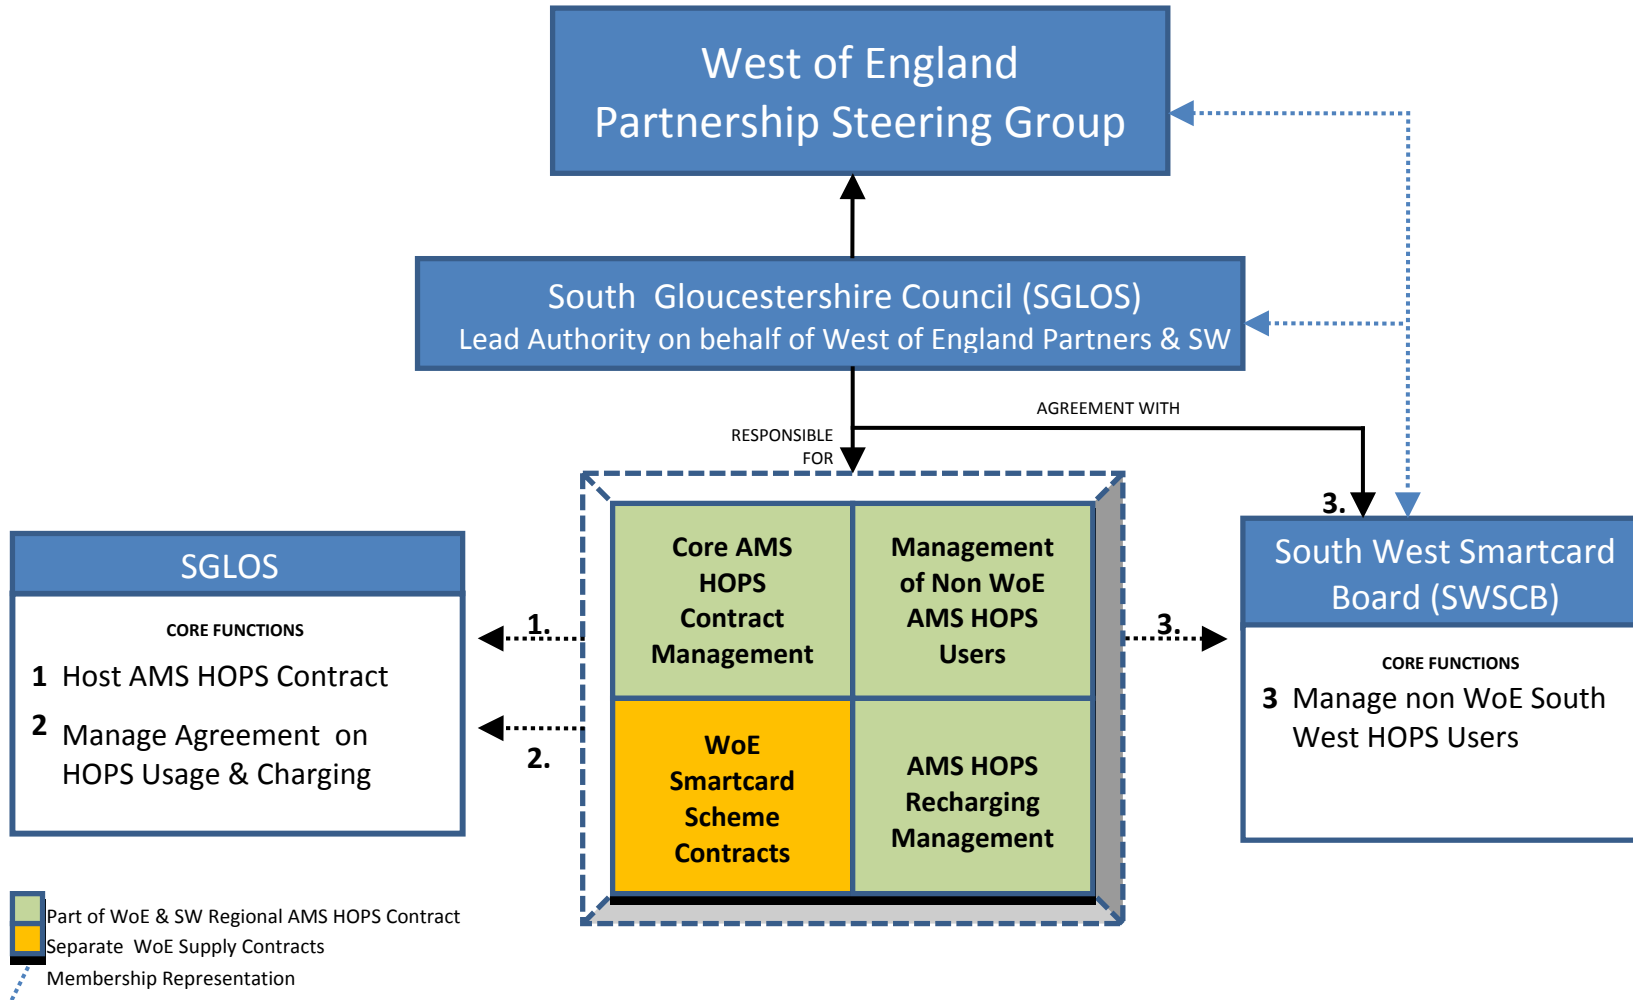 West of England
Partnership Steering Group
South Gloucestershire Council (SGLOS)
Lead Authority on behalf of West of England Partners & SW
AGREEMENT WITH
RESPONSIBLE
FOR
3.
SGLOS
CORE FUNCTIONS
1 Host AMS HOPS Contract
2 Manage Agreement on
HOPS Usage & Charging
1.
2.
Core AMS
HOPS
Contract
Management
Management
of Non WoE
AMS HOPS
Users
WoE
Smartcard
Scheme
Contracts
AMS HOPS
Recharging
Management
3.
South West Smartcard
Board (SWSCB)
CORE FUNCTIONS
3 Manage non WoE South
West HOPS Users
Part of WoE & SW Regional AMS HOPS Contract
Separate WoE Supply Contracts
Membership Representation